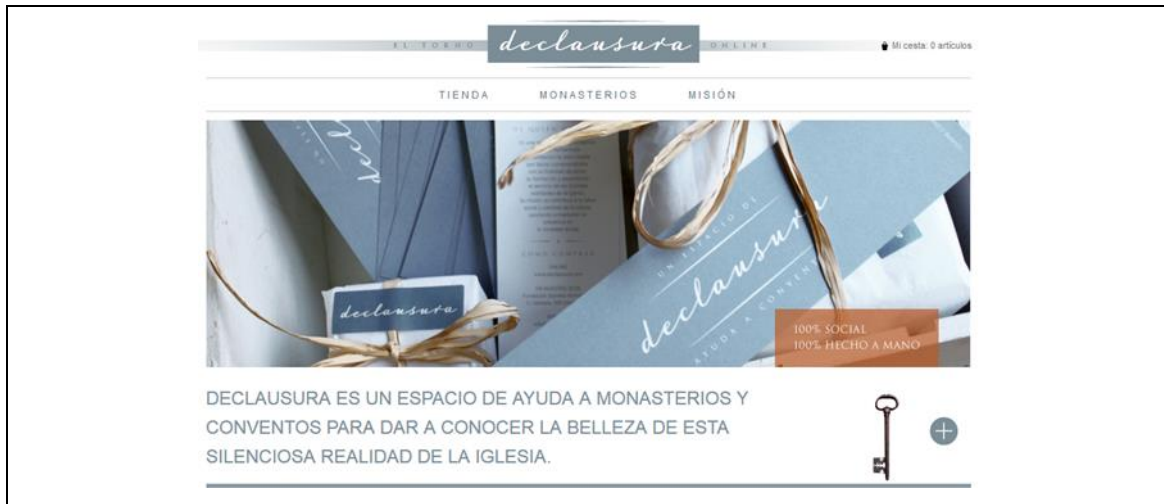 EL TORNO declausura ONLINE
Mi cesta: 0 artículos
TIENDA MONASTERIOS MISIÓN
UN ESPACIO DE
declausura
AYUDA A CONVEN
declausura
100% SOCIAL
100% HECHO A MANO
DECLAUSURA ES UN ESPACIO DE AYUDA A MONASTERIOS Y
CONVENTOS PARA DAR A CONOCER LA BELLEZA DE ESTA
SILENCIOSA REALIDAD DE LA IGLESIA.